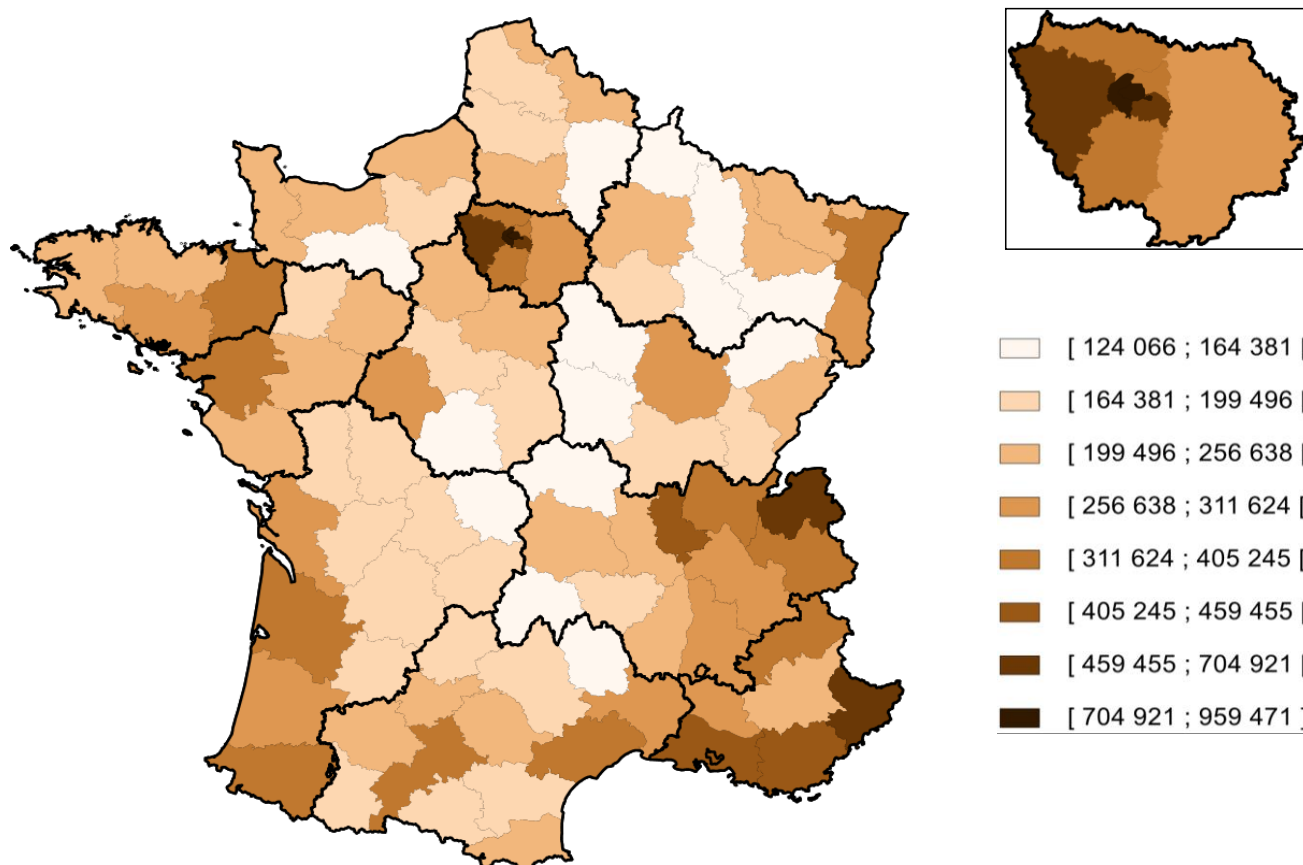 [ 124 066 ; 164 381 [
[ 164 381 ; 199 496 [
[ 199 496 ; 256 638 [
[ 256 638 ; 311 624 [
[ 311 624 ; 405 245 [
[ 405 245 ; 459 455 [
[ 459 455 ; 704 921 [
[ 704 921 ; 959 471 ]